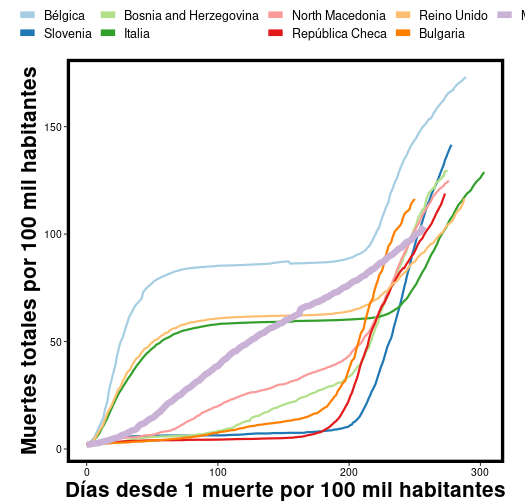 Bélgica Bosnia and Herzegovina North Macedonia Reino Unido
Slovenia Italia República Checa Bulgaria
Muertes totales por 100 mil habitantes
150
100
50
0
0 100 200 300
Días desde 1 muerte por 100 mil habitantes